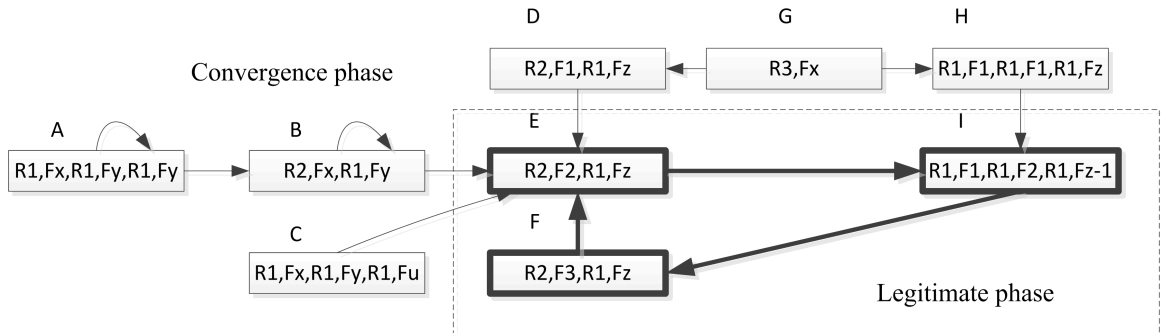 D
G
H
R2,F1,R1,Fz
R3,Fx
R1,F1,R1,F1,R1,Fz
Convergence phase
A
B
E
I
R1,Fx,R1,Fy,R1,Fy
R2,Fx,R1,Fy
R2,F2,R1,Fz
R1,F1,R1,F2,R1,Fz-1
C
F
R1,Fx,R1,Fy,R1,Fu
R2,F3,R1,Fz
Legitimate phase